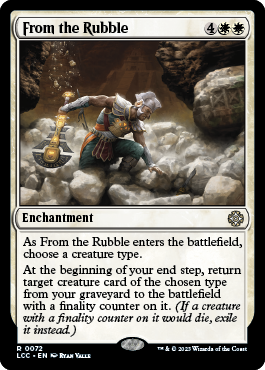 From the Rubble 4
Enchantment
As From the Rubble enters the battlefield,
choose a creature type.
At the beginning of your end step, return
target creature card of the chosen type
from your graveyard to the battlefield
with a finality counter on it. (If a creature
with a finality counter on it would die, exile
it instead.)
R 0072
LCC • EN Ryan Valle
™ & © 2023 Wizards of the Coast